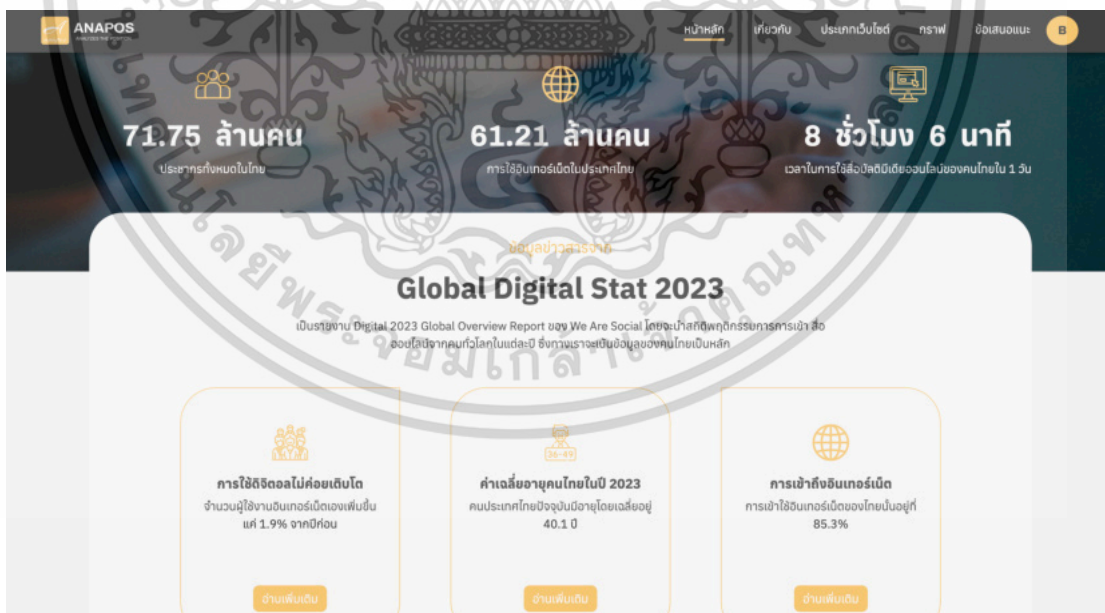 ANAPOS
หน้าหลัก เกี่ยวกับ ประเภทเว็บไซต์ กราฟ ข้อเสนอแนะ B
71.75 ล้านคน
ประชากรทั้งหมดในไทย
61.21 ล้านคน
การใช้อินเทอร์เน็ตในประเทศไทย
8 ชั่วโมง 6 นาที
เวลาในการใช้สื่อมัลติมีเดียออนไลน์ของคนไทยใน 1 วัน
ข้อมูลข่าวสารจาก
Global Digital Stat 2023
เป็นรายงาน Digital 2023 Global Overview Report ของ We Are Social โดยจะนำสถิติพฤติกรรมการการเข้า สื่อ
ออนไลน์จากคนทั่วโลกในแต่ละปี ซึ่งทางเราจะเน้นข้อมูลของคนไทยเป็นหลัก
การใช้ดิจิตอลไม่ค่อยเติบโต
จำนวนผู้ใช้งานอินเทอร์เน็ตเองเพิ่มขึ้น
แค่ 1.9% จากปีก่อน
อ่านเพิ่มเติม
36-49
ค่าเฉลี่ยอายุคนไทยในปี 2023
คนประเทศไทยปัจจุบันมีอายุโดยเฉลี่ยอยู่
40.1 ปี
อ่านเพิ่มเติม
การเข้าถึงอินเทอร์เน็ต
การเข้าใช้อินเทอร์เน็ตของไทยนั้นอยู่ที่
85.3%
อ่านเพิ่มเติม